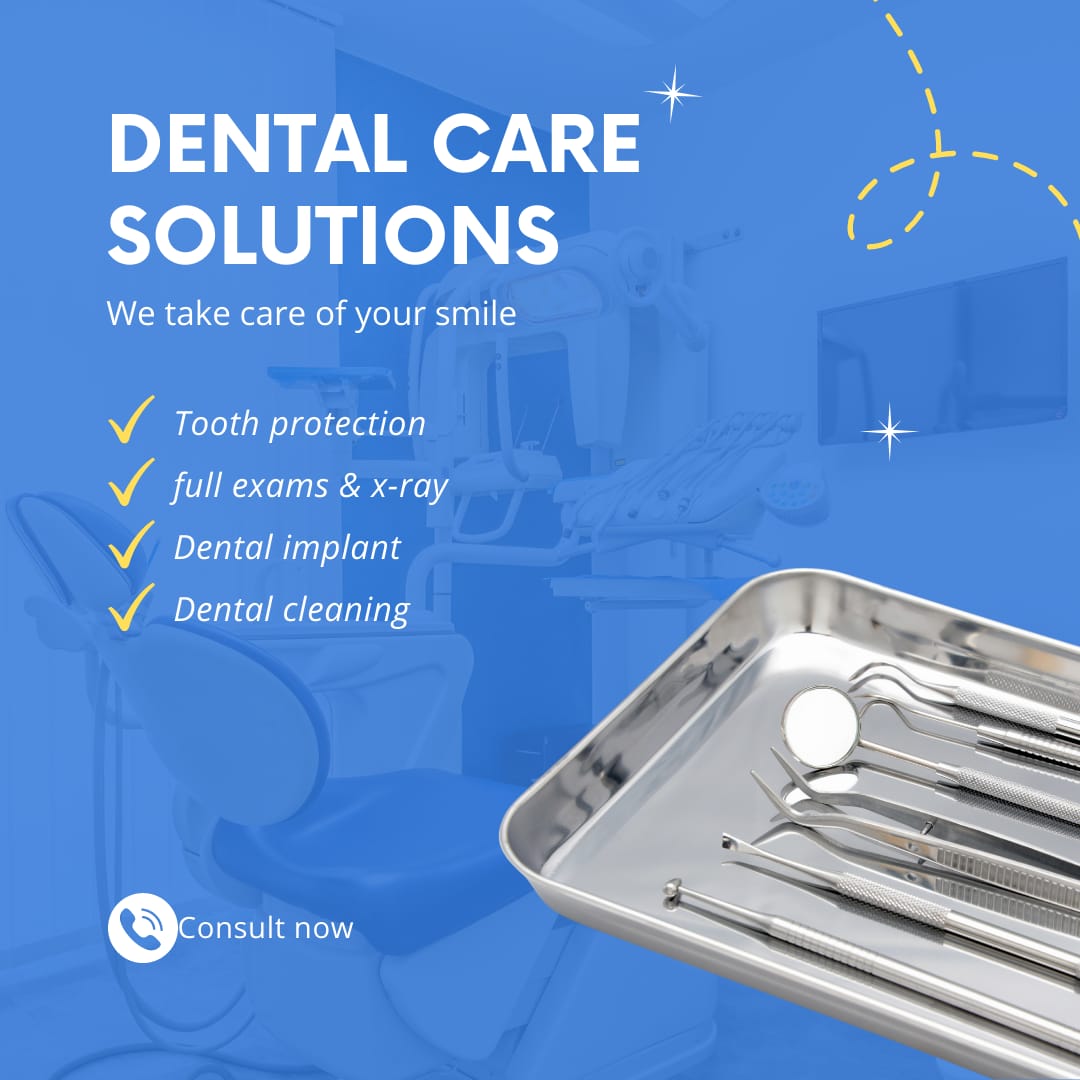 DENTAL CARE
SOLUTIONS
We take care of your smile
Tooth protection
full exams & x-ray
Dental implant
Dental cleaning
Consult now